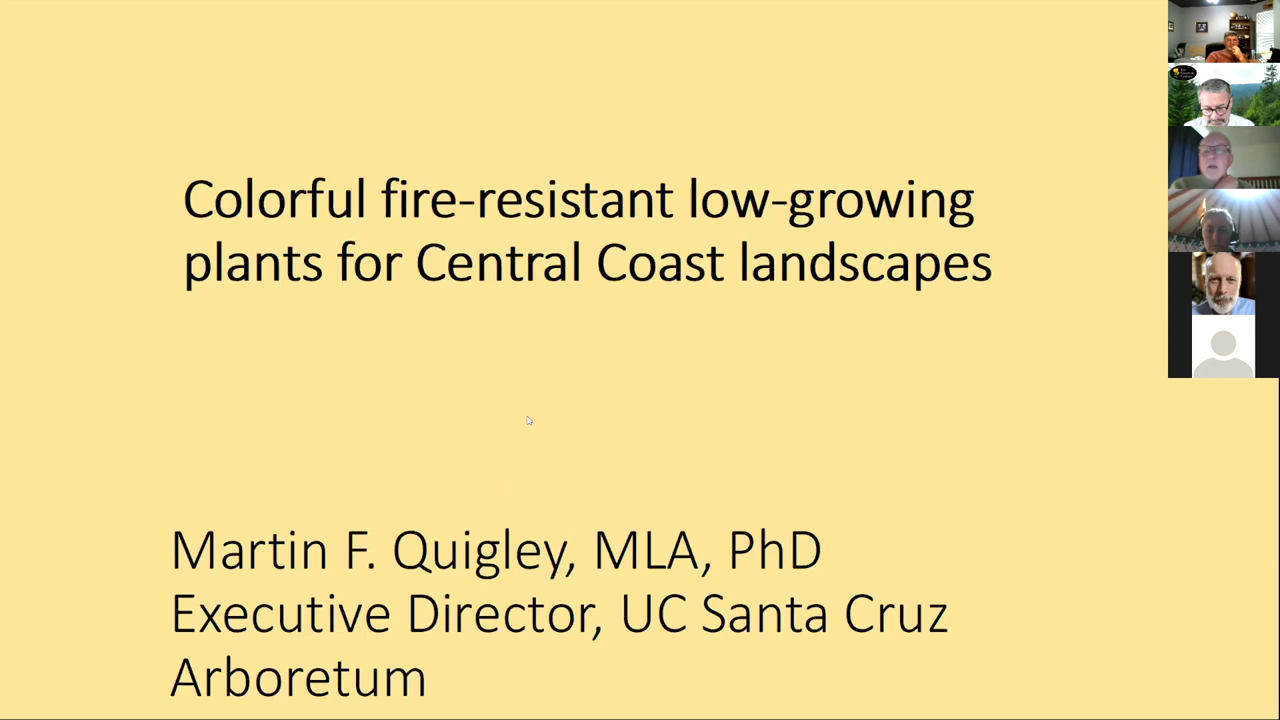 Colorful fire-resistant low-growing
plants for Central Coast landscapes
Martin F. Quigley, MLA, PhD
Executive Director, UC Santa Cruz
Arboretum